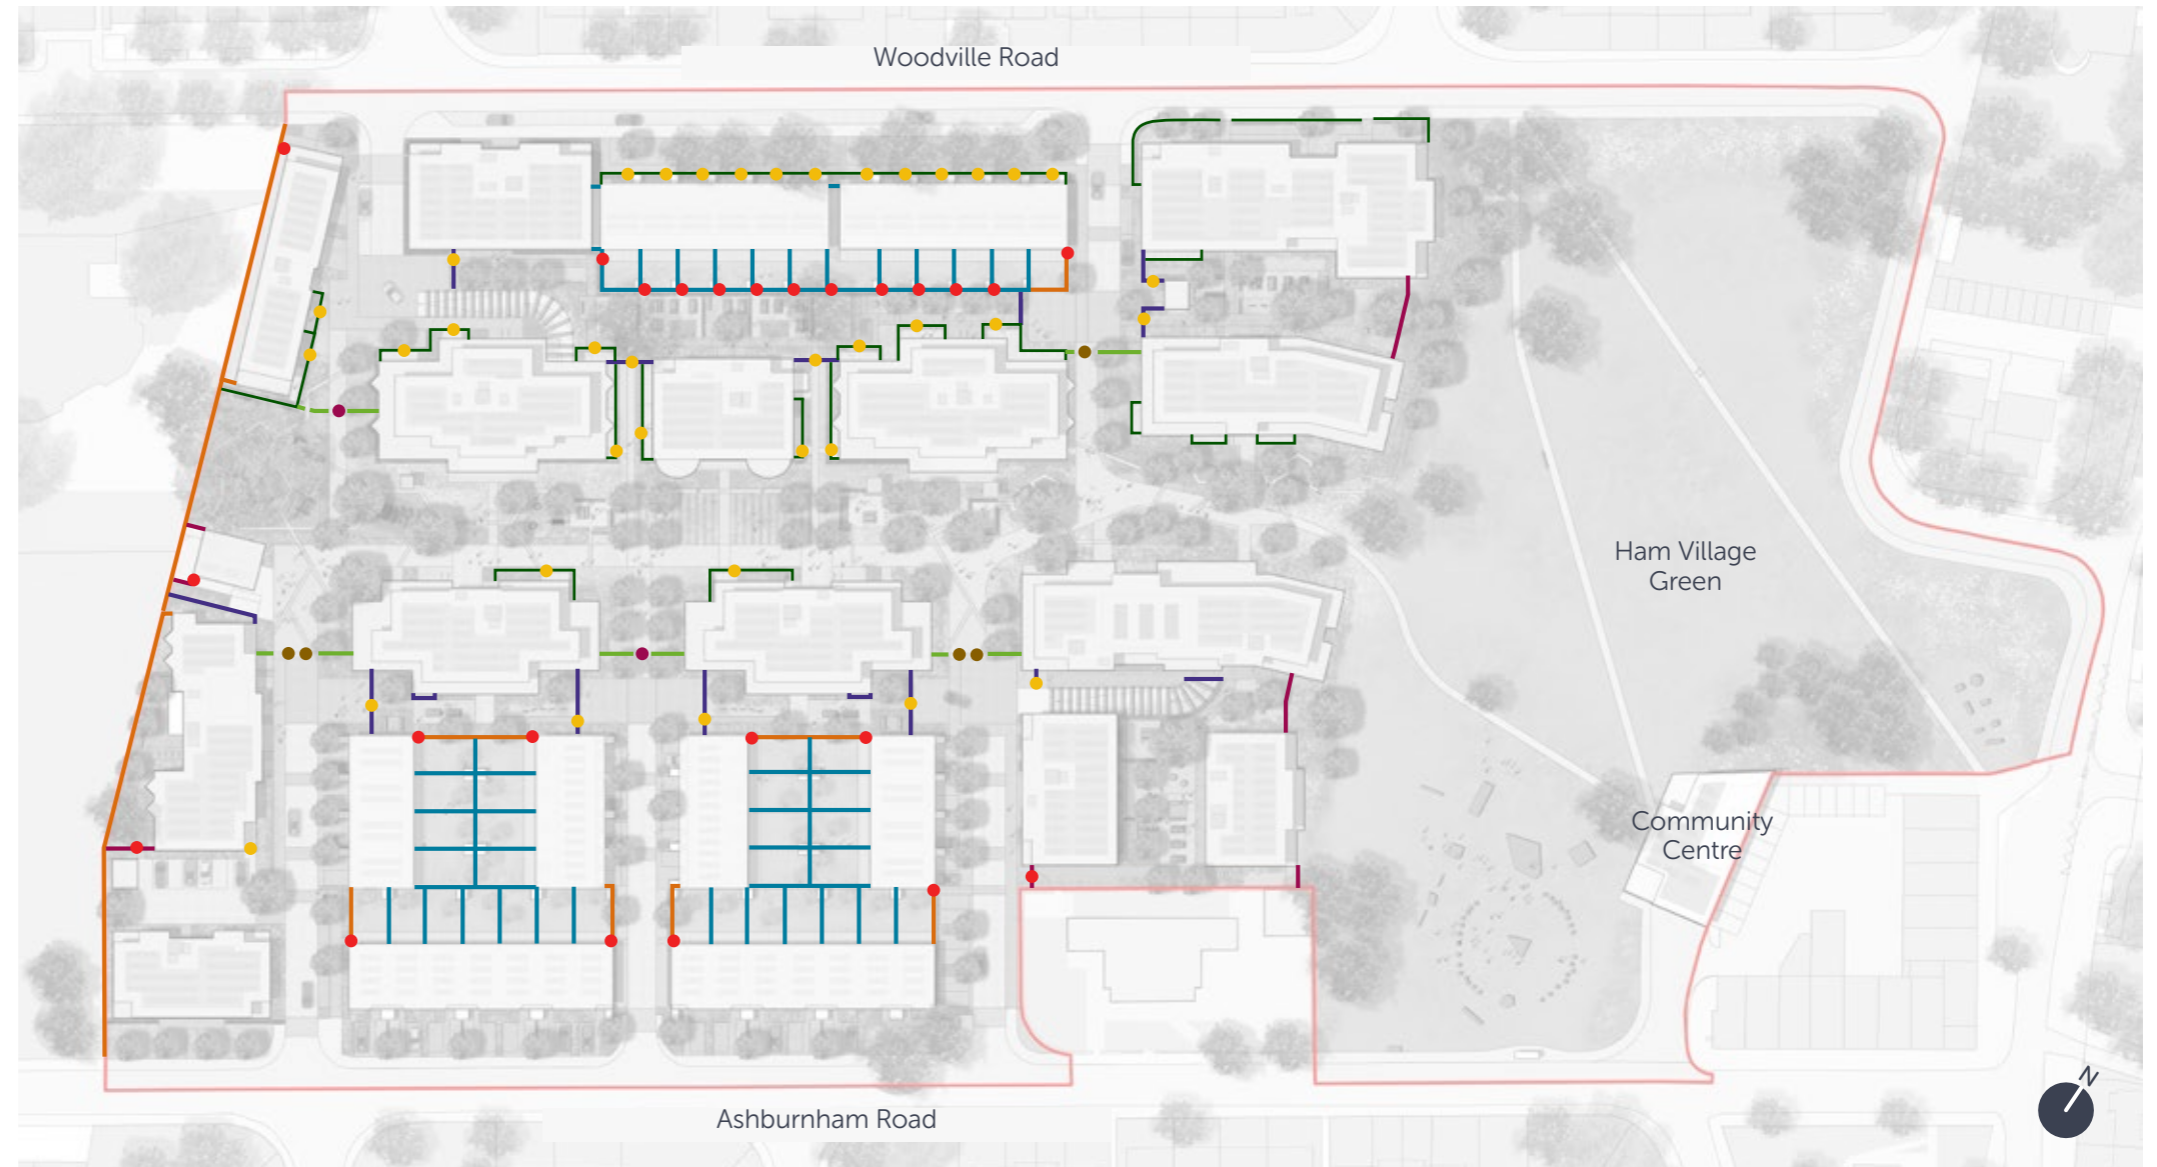 Woodville Road
Ham Village
Green
Community
Centre
N
Ashburnham Road